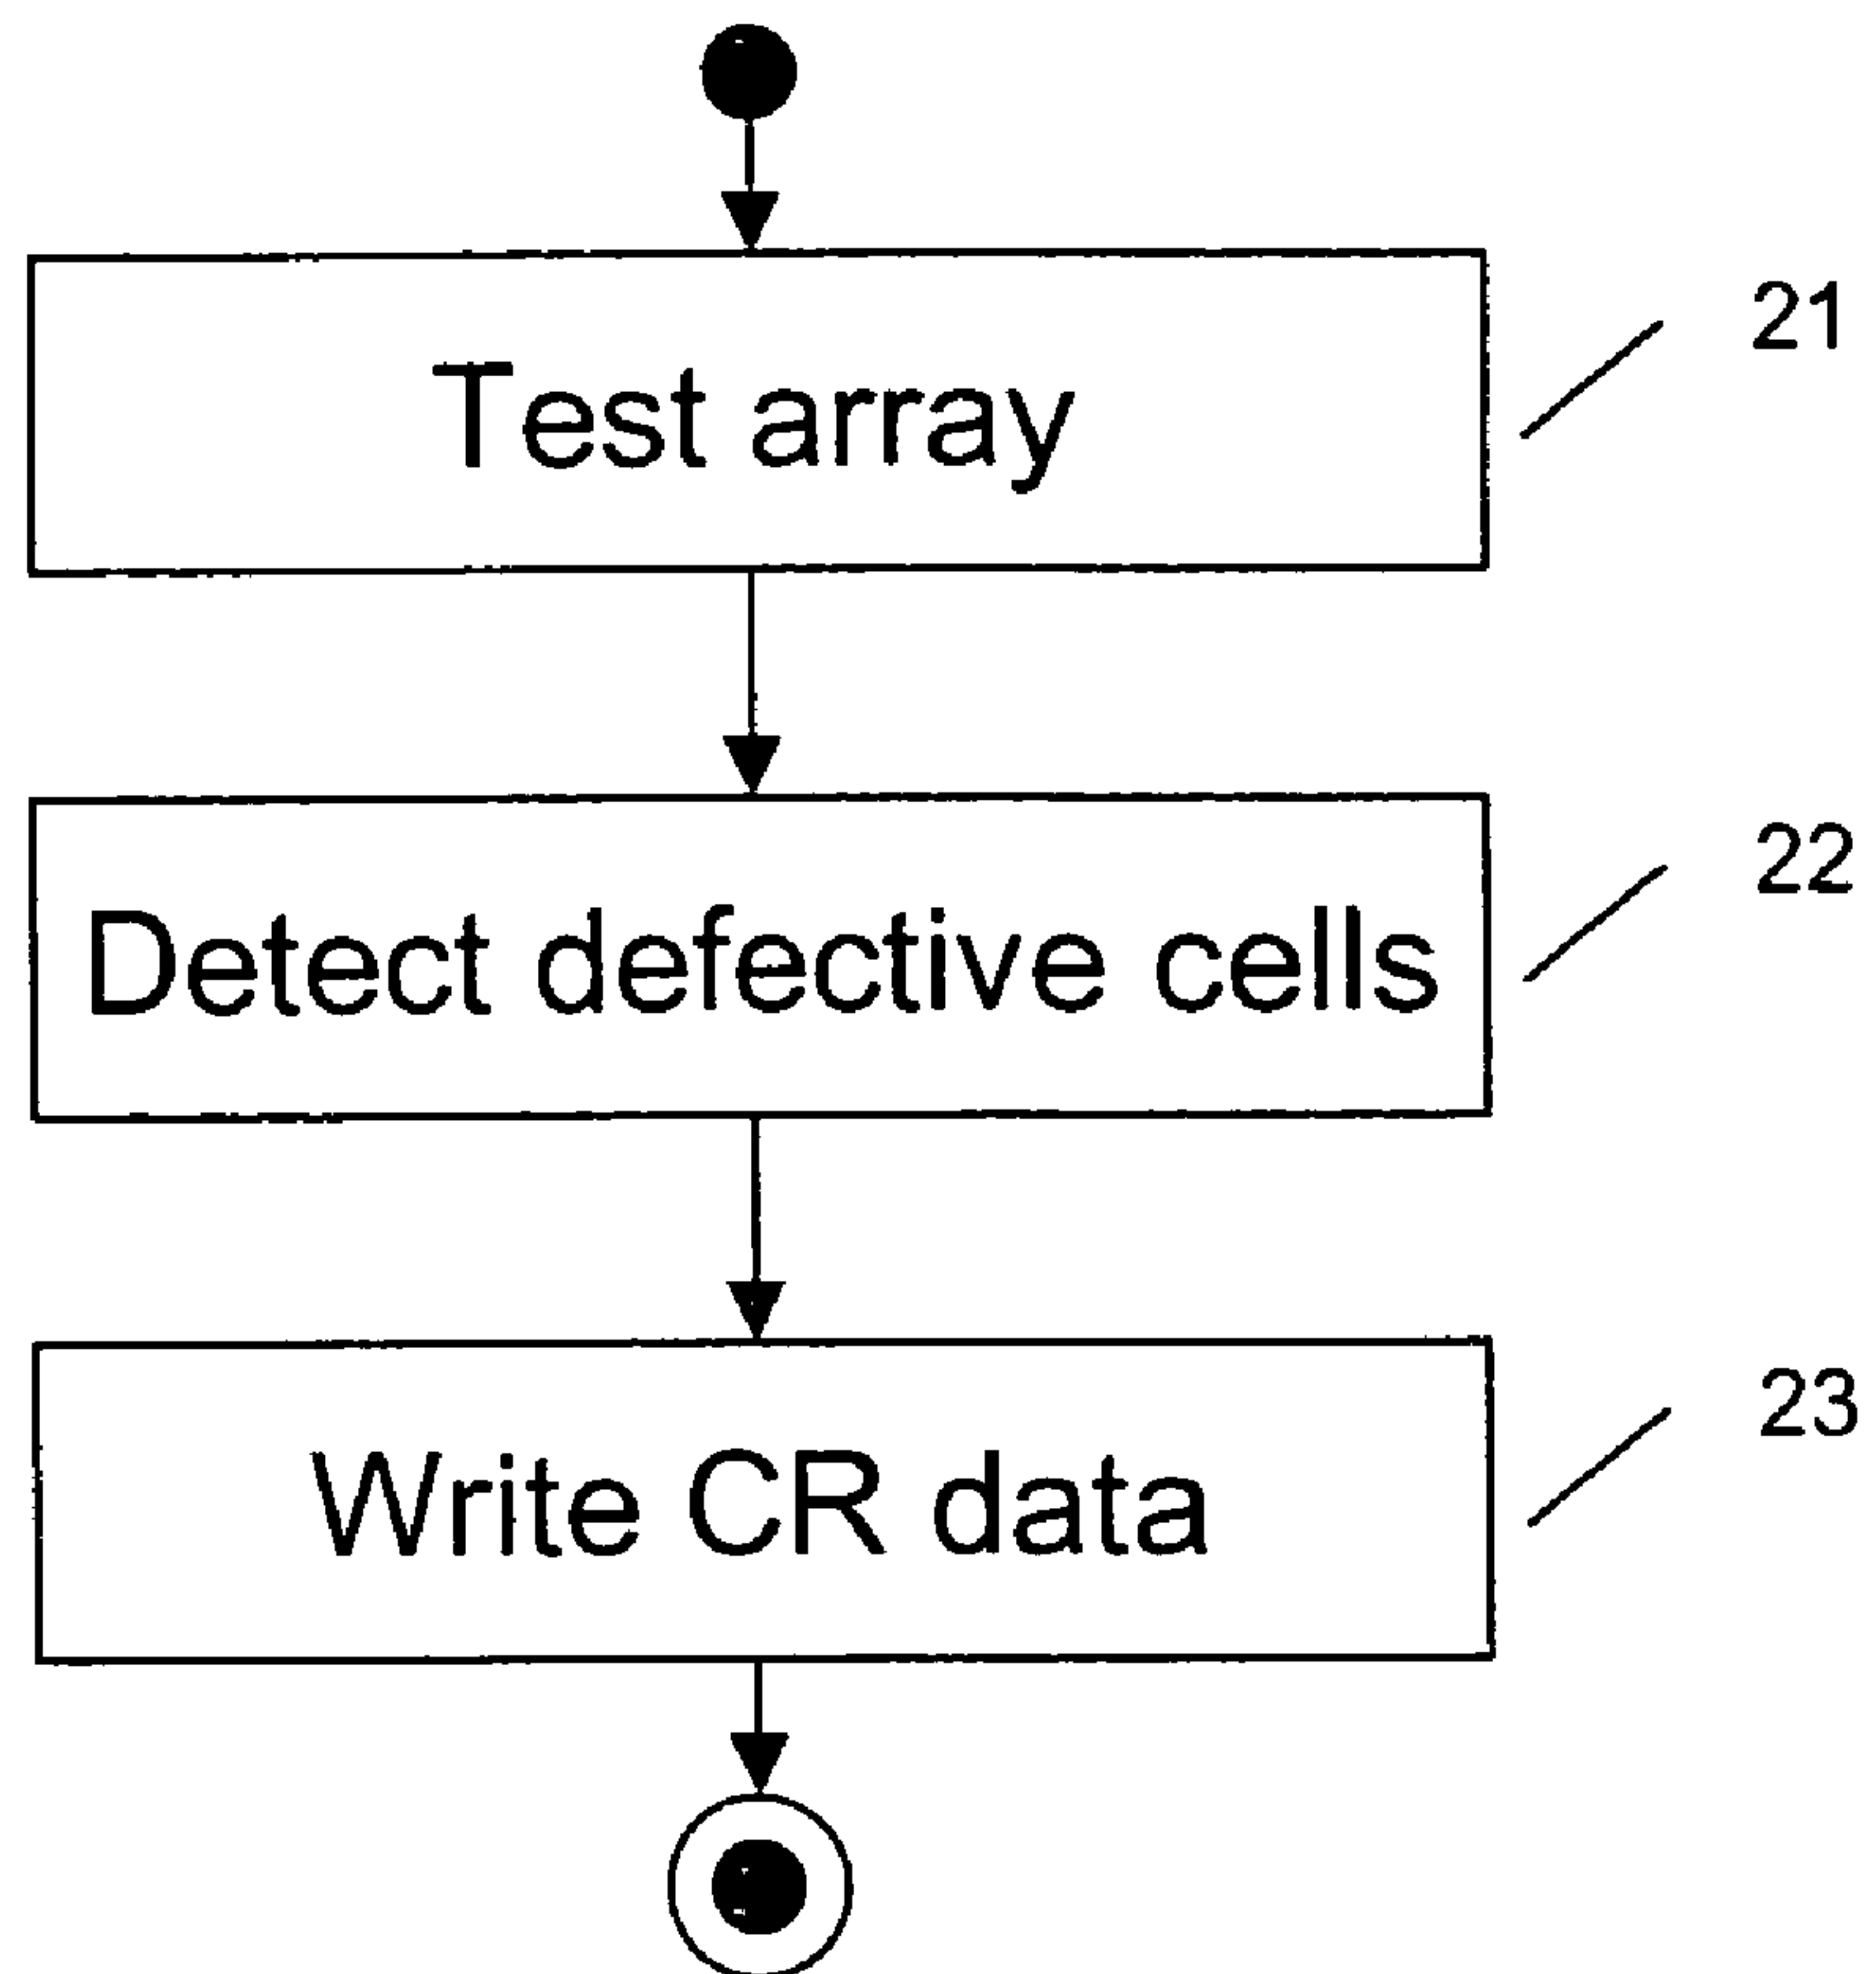 21
Test array
22
Detect defective cells
23
Write CR data